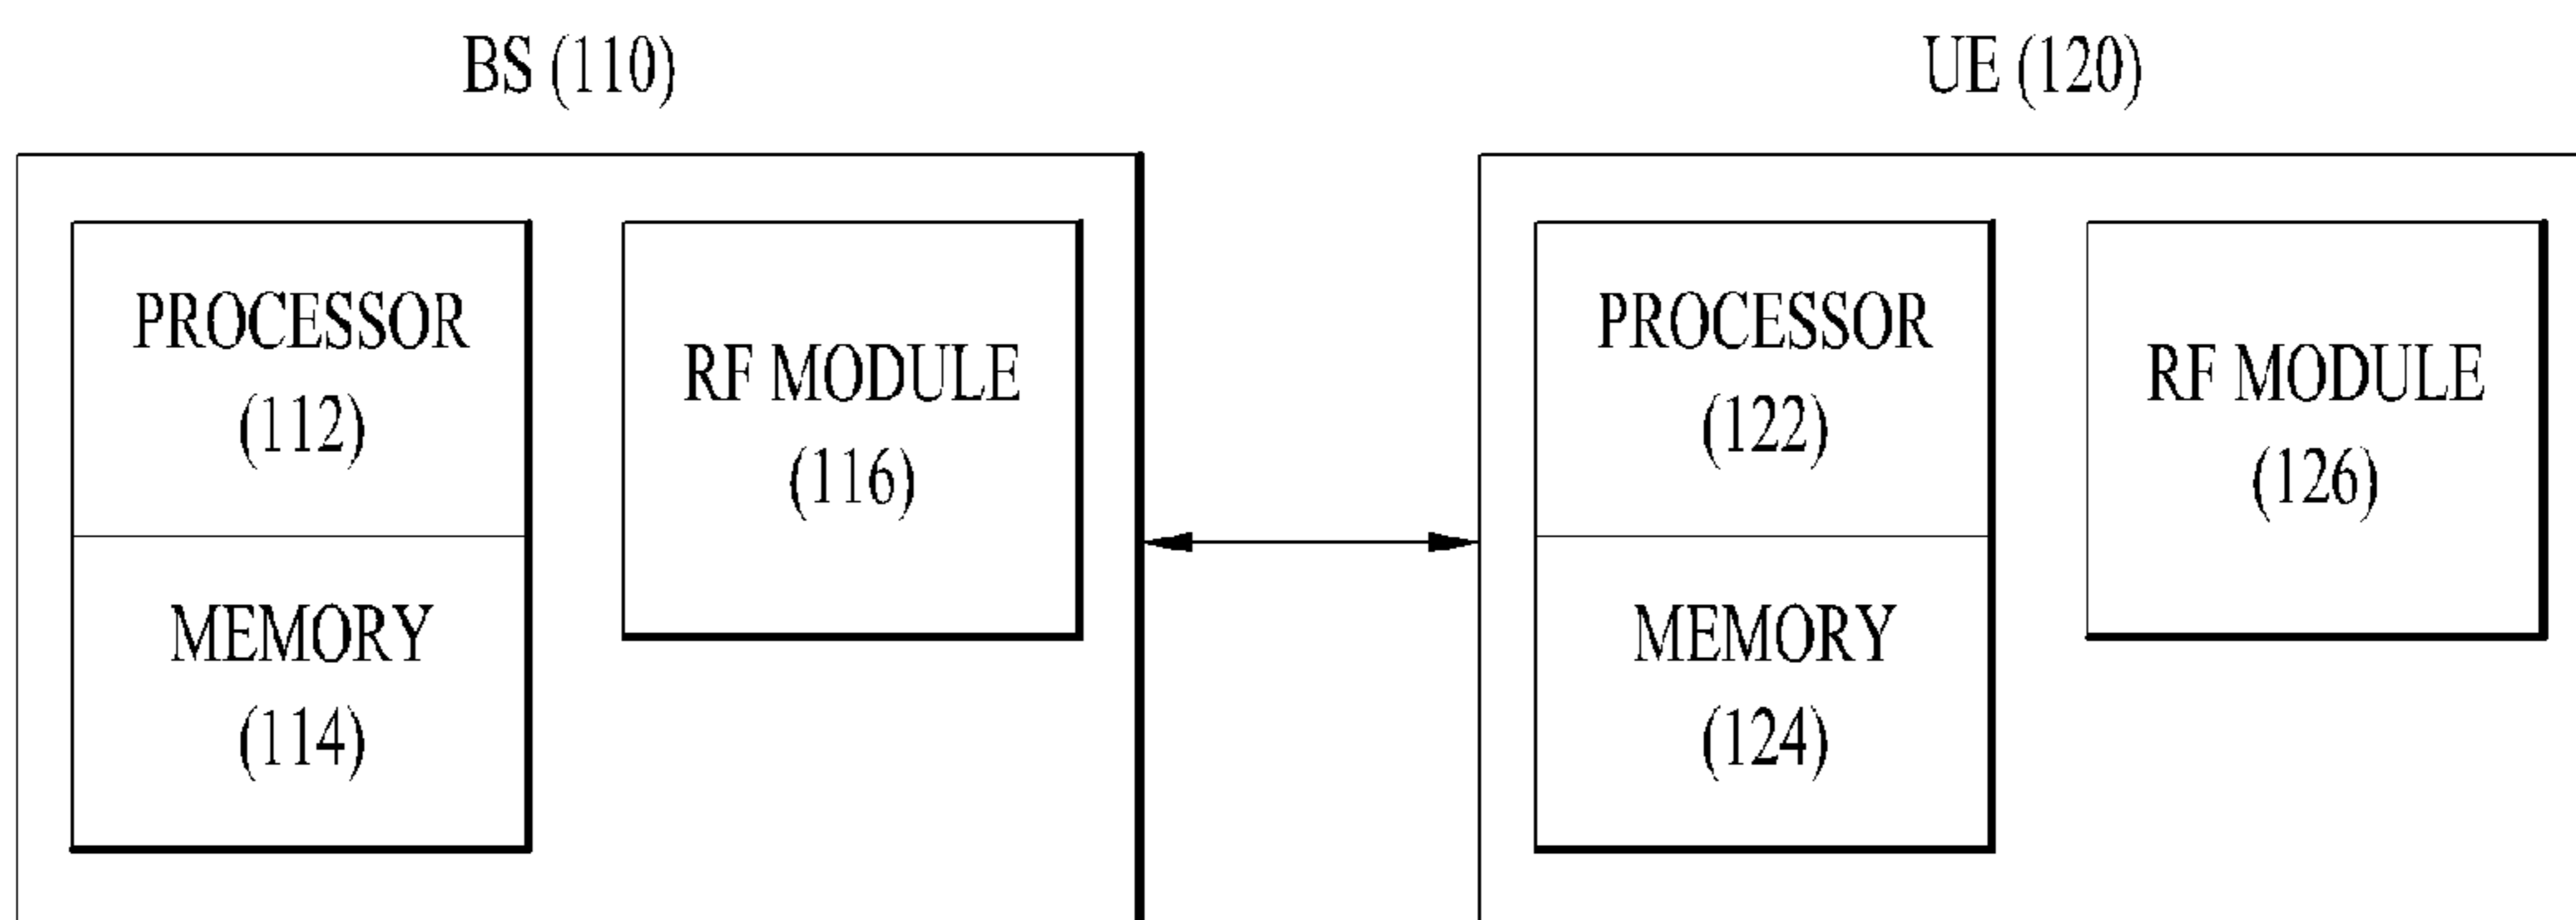 BS (110)
PROCESSOR
(112)
MEMORY
(114)
RF MODULE
(116)
UE (120)
PROCESSOR
(122)
MEMORY
(124)
RF MODULE
(126)